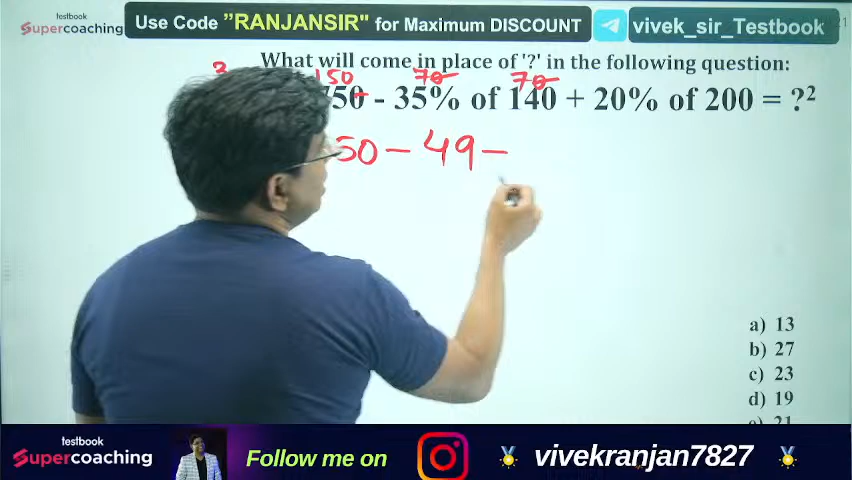 testbook
Supercoaching
Use Code "RANJANSIR" for Maximum DISCOUNT
vivek_sir_Testbook
What will come in place of '?' in the following question:
3 150 70 70
750 - 35% of 140 + 20% of 200 = ?²
50 - 49 -
a) 13
b) 27
c) 23
d) 19
e) 21
testbook
Supercoaching
Follow me on
vivekranjan7827